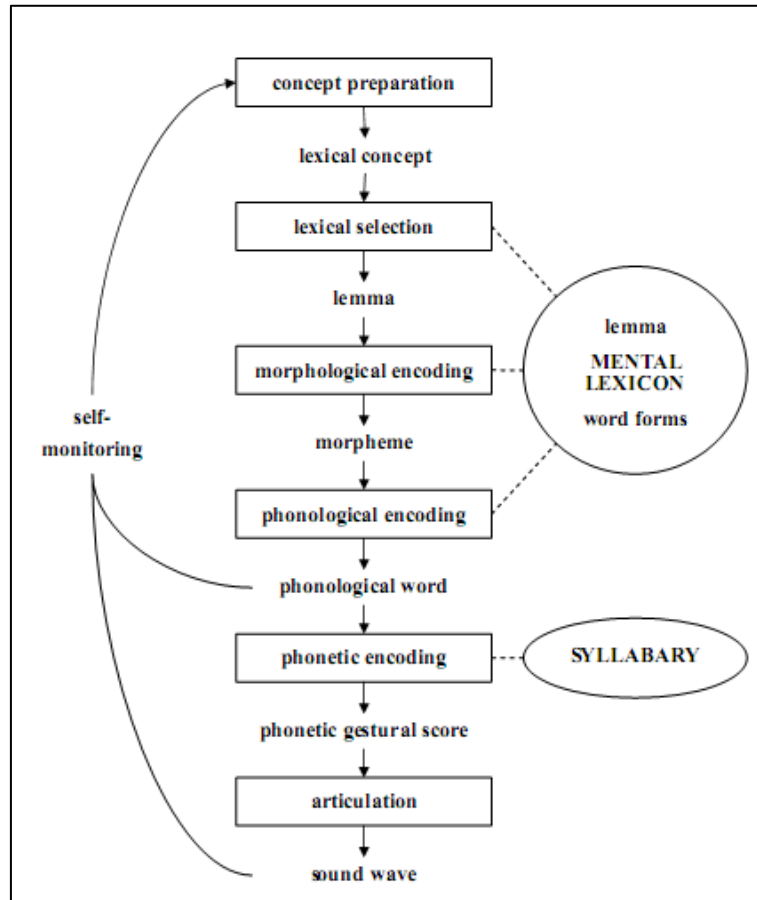 concept preparation
lexical concept
lexical selection
lemma
morphological encoding
morpheme
phonological encoding
phonological word
phonetic encoding
phonetic gestural score
articulation
sound wave
self-
monitoring
lemma
MENTAL
LEXICON
word forms
SYLLABARY